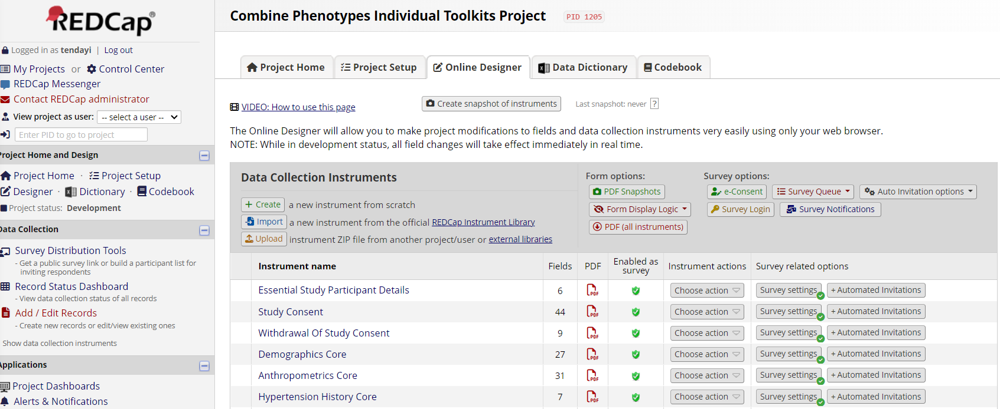 REDCap®
Logged in as tendayi | Log out
My Projects or Control Center
REDCap Messenger
Contact REDCap administrator
View project as user: -- select a user --
Enter PID to go to project
Project Home and Design
Project Home · Project Setup
Designer · Dictionary · Codebook
Project status: Development
Data Collection
Survey Distribution Tools
- Get a public survey link or build a participant list for
inviting respondents
Record Status Dashboard
- View data collection status of all records
Add / Edit Records
- Create new records or edit/view existing ones
Show data collection instruments
Applications
Project Dashboards
Alerts & Notifications
Combine Phenotypes Individual Toolkits Project PID 1205
Project Home Project Setup Online Designer Data Dictionary Codebook
VIDEO: How to use this page Create snapshot of instruments Last snapshot: never ?
The Online Designer will allow you to make project modifications to fields and data collection instruments very easily using only your web browser.
NOTE: While in development status, all field changes will take effect immediately in real time.
Data Collection Instruments
+ Create a new instrument from scratch
Import a new instrument from the official REDCap Instrument Library
Upload instrument ZIP file from another project/user or external libraries
Form options:
PDF Snapshots
Form Display Logic
PDF (all instruments)
Survey options:
e-Consent Survey Queue Auto Invitation options
Survey Login Survey Notifications
Instrument name Fields PDF Enabled as survey Instrument actions Survey related options
Essential Study Participant Details 6 PDF Choose action Survey settings + Automated Invitations
Study Consent 44 PDF Choose action Survey settings + Automated Invitations
Withdrawal Of Study Consent 9 PDF Choose action Survey settings + Automated Invitations
Demographics Core 27 PDF Choose action Survey settings + Automated Invitations
Anthropometrics Core 31 PDF Choose action Survey settings + Automated Invitations
Hypertension History Core 7 PDF Choose action Survey settings + Automated Invitations